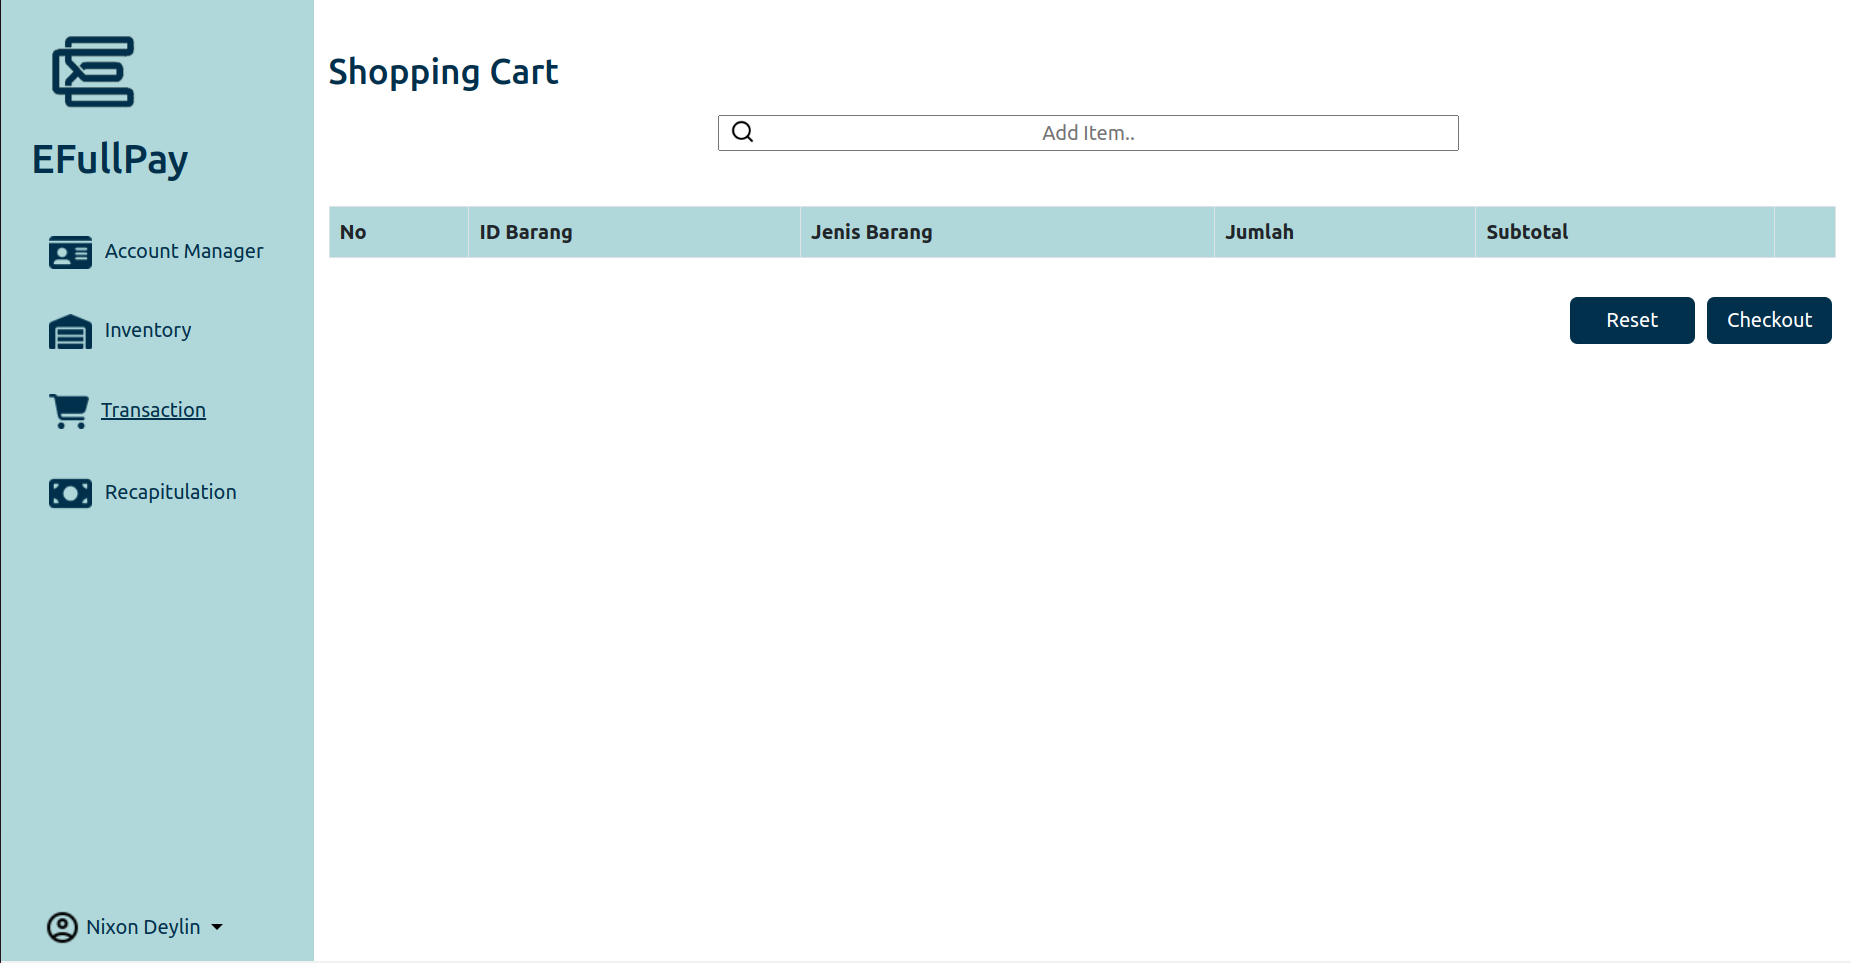 EFullPay
Account Manager
Inventory
Transaction
Recapitulation
Nixon Deylin
Shopping Cart
Add Item..
No ID Barang Jenis Barang Jumlah Subtotal
Reset Checkout